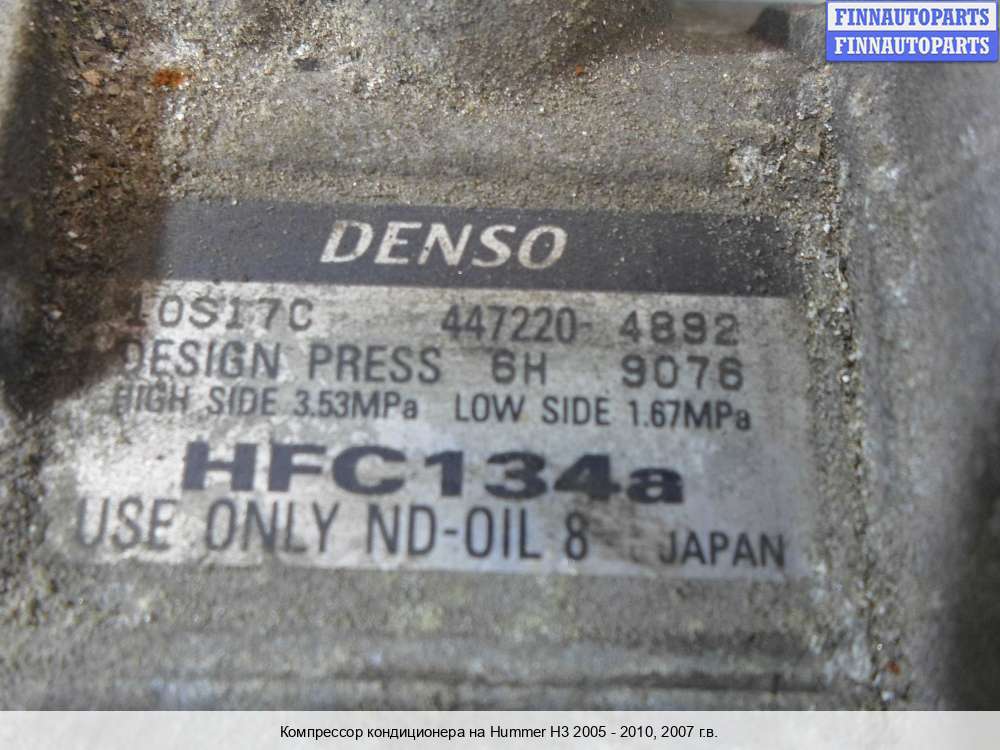 FINNAUTOPARTS
FINNAUTOPARTS
DENSO
10S17C 447220-4892
DESIGN PRESS 6H 9076
HIGH SIDE 3.53MPa LOW SIDE 1.67MPa
HFC134a
USE ONLY ND-OIL 8 JAPAN
Компрессор кондиционера на Hummer H3 2005 - 2010, 2007 г.в.